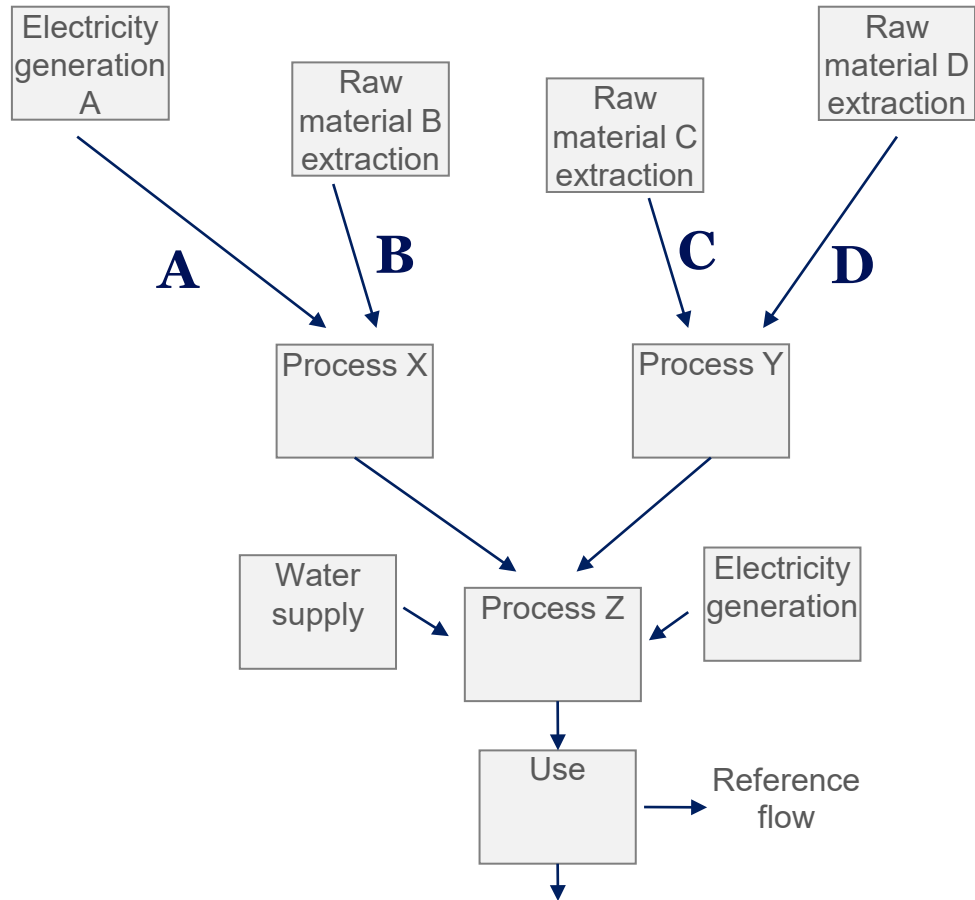 Electricity
generation
A
Raw
material B
extraction
Raw
material C
extraction
Raw
material D
extraction
A
B
C
D
Process X
Process Y
Water
supply
Process Z
Electricity
generation
Use
Reference
flow